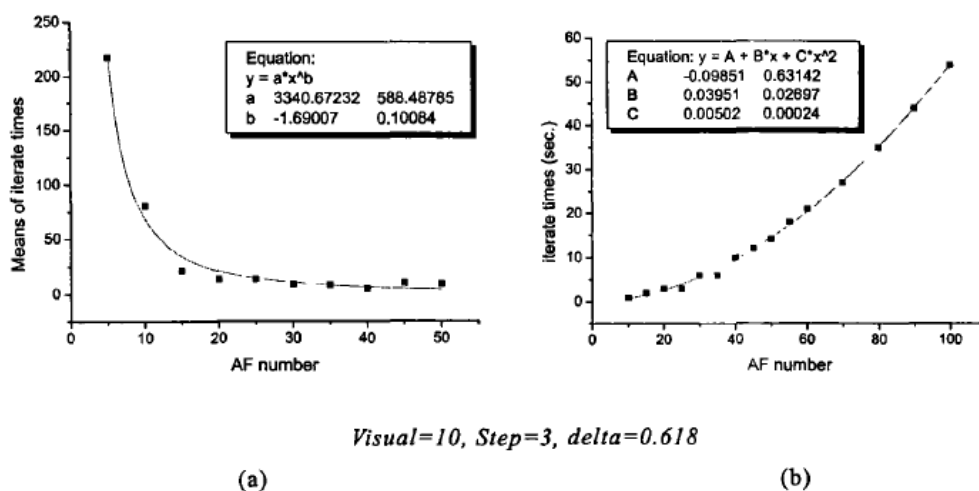 250
200
150
100
50
0
Means of iterate times
Equation:
y = a*x^b
a 3340.67232 588.48785
b -1.69007 0.10084
0 10 20 30 40 50
AF number
60
50
40
30
20
10
0
iterate times (sec.)
Equation: y = A + B*x + C*x^2
A -0.09851 0.63142
B 0.03951 0.02697
C 0.00502 0.00024
0 20 40 60 80 100
AF number
Visual=10, Step=3, delta=0.618
(a) (b)